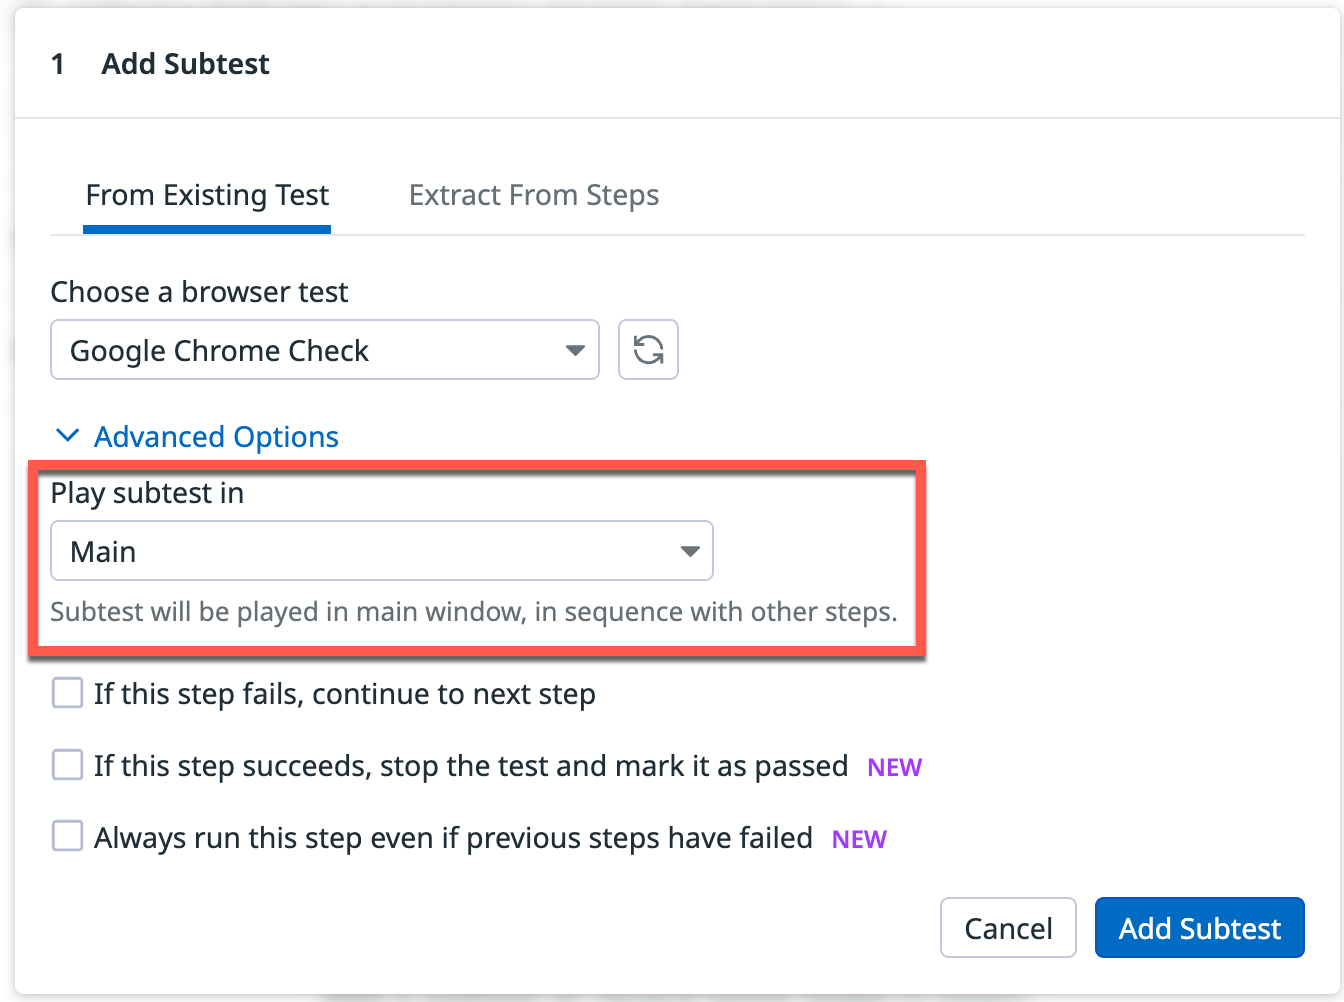 1 Add Subtest
From Existing Test Extract From Steps
Choose a browser test
Google Chrome Check
Advanced Options
Play subtest in
Main
Subtest will be played in main window, in sequence with other steps.
If this step fails, continue to next step
If this step succeeds, stop the test and mark it as passed NEW
Always run this step even if previous steps have failed NEW
Cancel Add Subtest